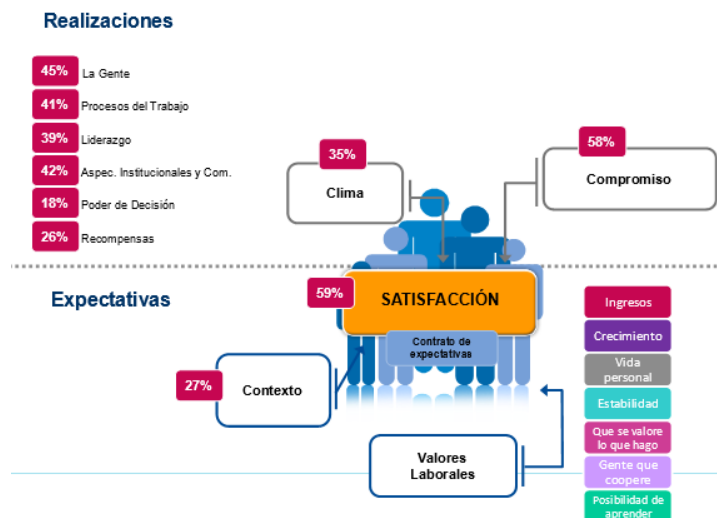 Realizaciones
45% La Gente
41% Procesos del Trabajo
39% Liderazgo
42% Aspec. Institucionales y Com.
18% Poder de Decisión
26% Recompensas
35%
Clima
58%
Compromiso
Expectativas
59%
SATISFACCIÓN
Contrato de
expectativas
27%
Contexto
Valores
Laborales
Ingresos
Crecimiento
Vida
personal
Estabilidad
Que se valore
lo que hago
Gente que
coopere
Posibilidad de
aprender